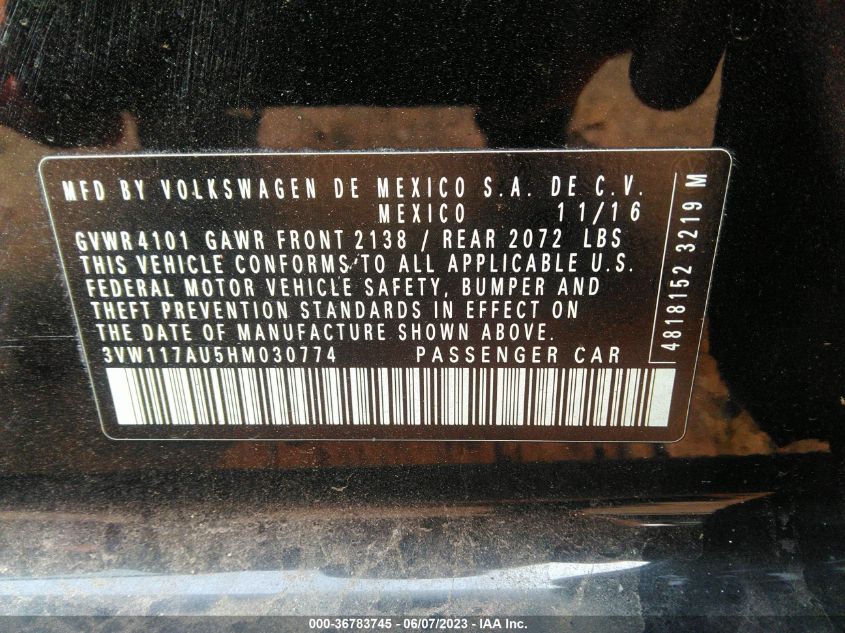 MFD BY VOLKSWAGEN DE MEXICO S.A. DE C.V.
MEXICO 11/16
GVWR4101 GAWR FRONT 2138 / REAR 2072 LBS
THIS VEHICLE CONFORMS TO ALL APPLICABLE U.S.
FEDERAL MOTOR VEHICLE SAFETY, BUMPER AND
THEFT PREVENTION STANDARDS IN EFFECT ON
THE DATE OF MANUFACTURE SHOWN ABOVE.
3VW117AU5HM030774 PASSENGER CAR
4818152 3219 M
000-36783745 - 06/07/2023 - IAA Inc.